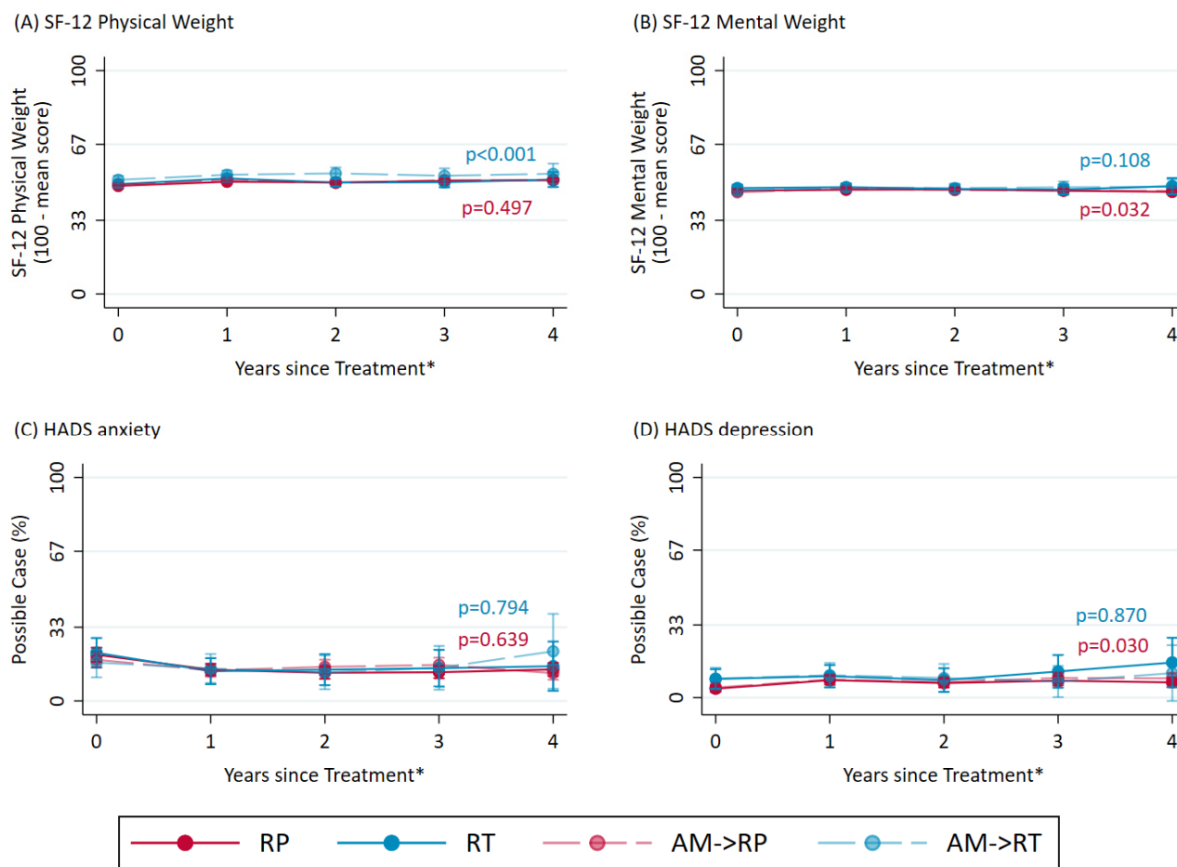 (A) SF-12 Physical Weight
SF-12 Physical Weight
(100 - mean score)
100
67
33
0
p<0.001
p=0.497
0 1 2 3 4
Years since Treatment*
(B) SF-12 Mental Weight
SF-12 Mental Weight
(100 - mean score)
100
67
33
0
p=0.108
p=0.032
0 1 2 3 4
Years since Treatment*
(C) HADS anxiety
Possible Case (%)
100
67
33
0
p=0.794
p=0.639
0 1 2 3 4
Years since Treatment*
(D) HADS depression
Possible Case (%)
100
67
33
0
p=0.870
p=0.030
0 1 2 3 4
Years since Treatment*
RP RT AM->RP AM->RT